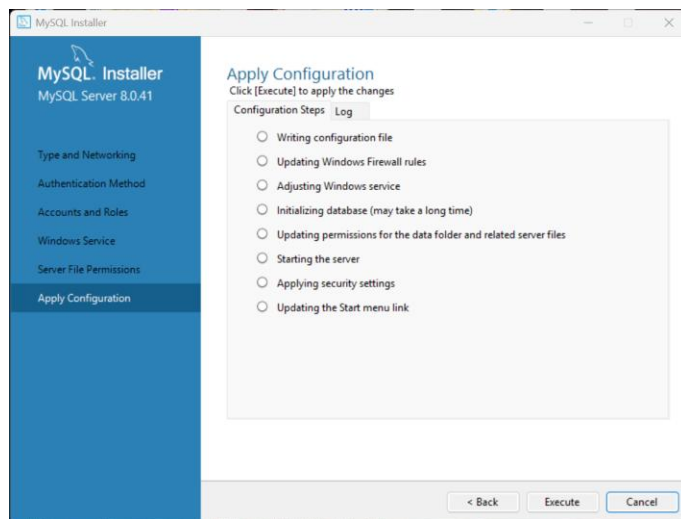 MySQL Installer
MySQL. Installer
MySQL Server 8.0.41
Type and Networking
Authentication Method
Accounts and Roles
Windows Service
Server File Permissions
Apply Configuration
Apply Configuration
Click [Execute] to apply the changes
Configuration Steps Log
Writing configuration file
Updating Windows Firewall rules
Adjusting Windows service
Initializing database (may take a long time)
Updating permissions for the data folder and related server files
Starting the server
Applying security settings
Updating the Start menu link
< Back Execute Cancel